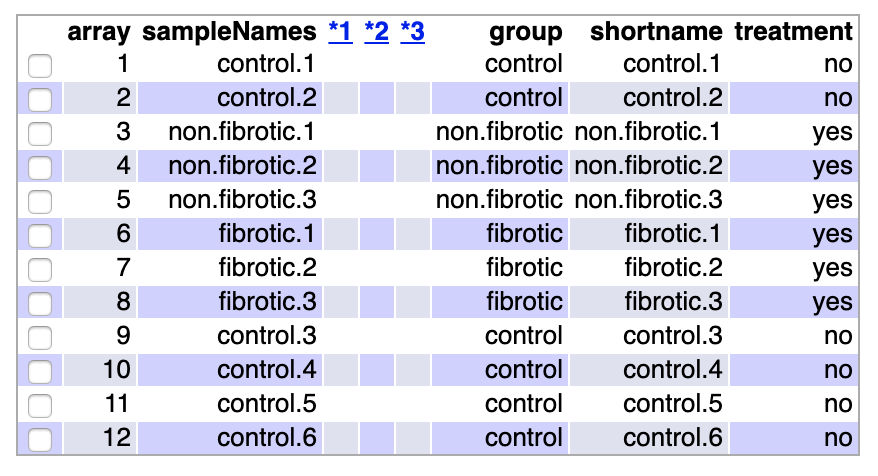 array sampleNames *1 *2 *3 group shortname treatment
1 control.1 control control.1 no
2 control.2 control control.2 no
3 non.fibrotic.1 non.fibrotic non.fibrotic.1 yes
4 non.fibrotic.2 non.fibrotic non.fibrotic.2 yes
5 non.fibrotic.3 non.fibrotic non.fibrotic.3 yes
6 fibrotic.1 fibrotic fibrotic.1 yes
7 fibrotic.2 fibrotic fibrotic.2 yes
8 fibrotic.3 fibrotic fibrotic.3 yes
9 control.3 control control.3 no
10 control.4 control control.4 no
11 control.5 control control.5 no
12 control.6 control control.6 no